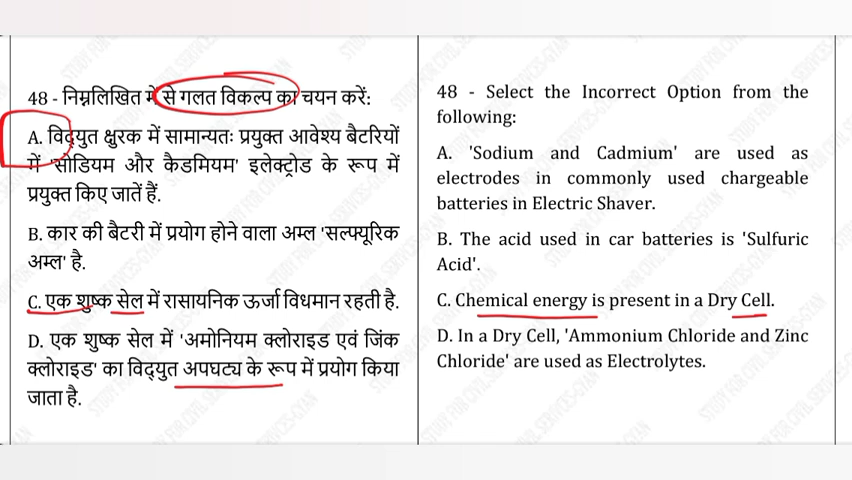 48 - निम्नलिखित में से गलत विकल्प का चयन करें:
A. विद्युत क्षुरक में सामान्यतः प्रयुक्त आवेश्य बैटरियों
में 'सोडियम और कैडमियम' इलेक्ट्रोड के रूप में
प्रयुक्त किए जातें हैं.
B. कार की बैटरी में प्रयोग होने वाला अम्ल 'सल्फ्यूरिक
अम्ल' है.
C. एक शुष्क सेल में रासायनिक ऊर्जा विधमान रहती है.
D. एक शुष्क सेल में 'अमोनियम क्लोराइड एवं जिंक
क्लोराइड' का विद्युत अपघट्य के रूप में प्रयोग किया
जाता है.
48 - Select the Incorrect Option from the
following:
A. 'Sodium and Cadmium' are used as
electrodes in commonly used chargeable
batteries in Electric Shaver.
B. The acid used in car batteries is 'Sulfuric
Acid'.
C. Chemical energy is present in a Dry Cell.
D. In a Dry Cell, 'Ammonium Chloride and Zinc
Chloride' are used as Electrolytes.